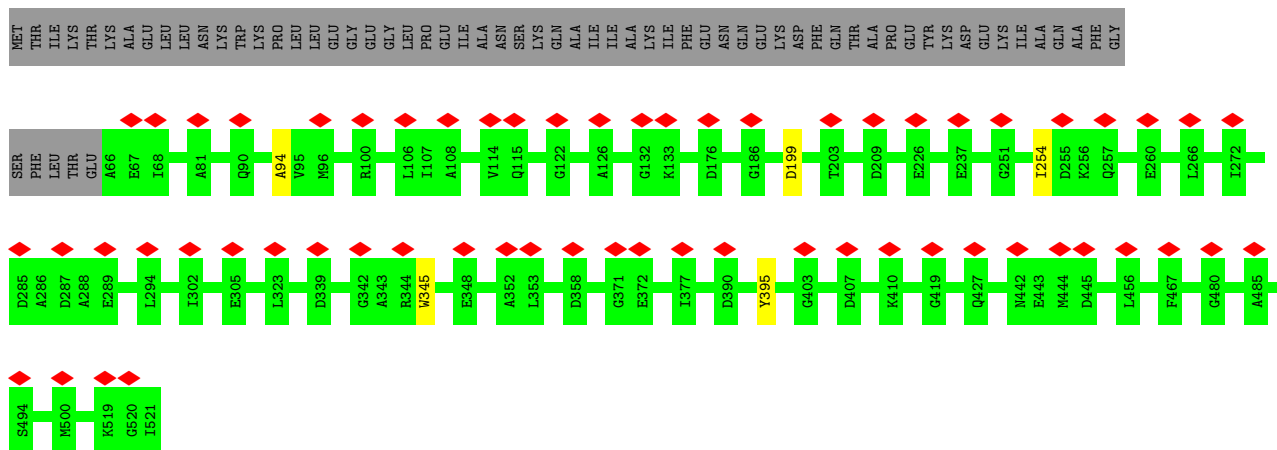 MET THR ILE LYS THR LYS ALA GLU LEU LEU ASN LYS TRP LYS PRO LEU LEU GLU GLY GLU GLY LEU PRO GLU ILE ALA ASN SER LYS GLN ALA ILE ILE ALA LYS ILE PHE GLU ASN GLN GLU LYS ASP PHE GLN THR ALA PRO GLU TYR LYS ASP GLU LYS ILE ALA GLN ALA PHE GLY
SER PHE LEU THR GLU A66 E67 I68 A81 Q90 A94 V95 M96 R100 L106 I107 A108 V114 Q115 G122 A126 G132 K133 D176 G186 D199 T203 D209 E226 E237 G251 I254 D255 K256 Q257 E260 L266 I272
D285 A286 D287 A288 E289 L294 I302 E305 L323 D339 G342 A343 R344 W345 E348 A352 L353 D358 G371 E372 I377 D390 Y395 G403 D407 K410 G419 Q427 N442 E443 M444 D445 L456 F467 G480 A485
S494 M500 K519 G520 I521